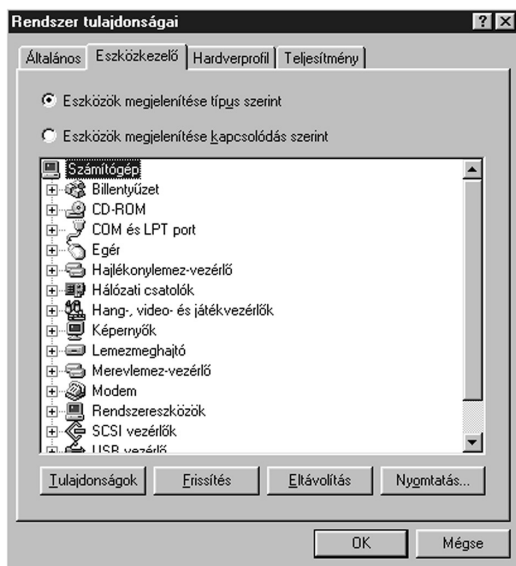 Rendszer tulajdonságai
Általános Eszközkezelő Hardverprofil Teljesítmény
Eszközök megjelenítése típus szerint
Eszközök megjelenítése kapcsolódás szerint
Számítógép
Billentyűzet
CD-ROM
COM és LPT port
Egér
Hajlékonylemez-vezérlő
Hálózati csatolók
Hang-, video- és játékvezérlők
Képernyők
Lemezmeghajtó
Merevlemez-vezérlő
Modem
Rendszereszközök
SCSI vezérlők
USB vezérlő
Tulajdonságok Frissítés Eltávolítás Nyomtatás...
OK Mégse